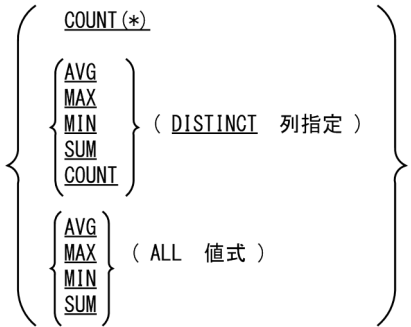 COUNT(*)
AVG
MAX
MIN
SUM
COUNT
( DISTINCT 列指定 )
AVG
MAX
MIN
SUM
( ALL 値式 )